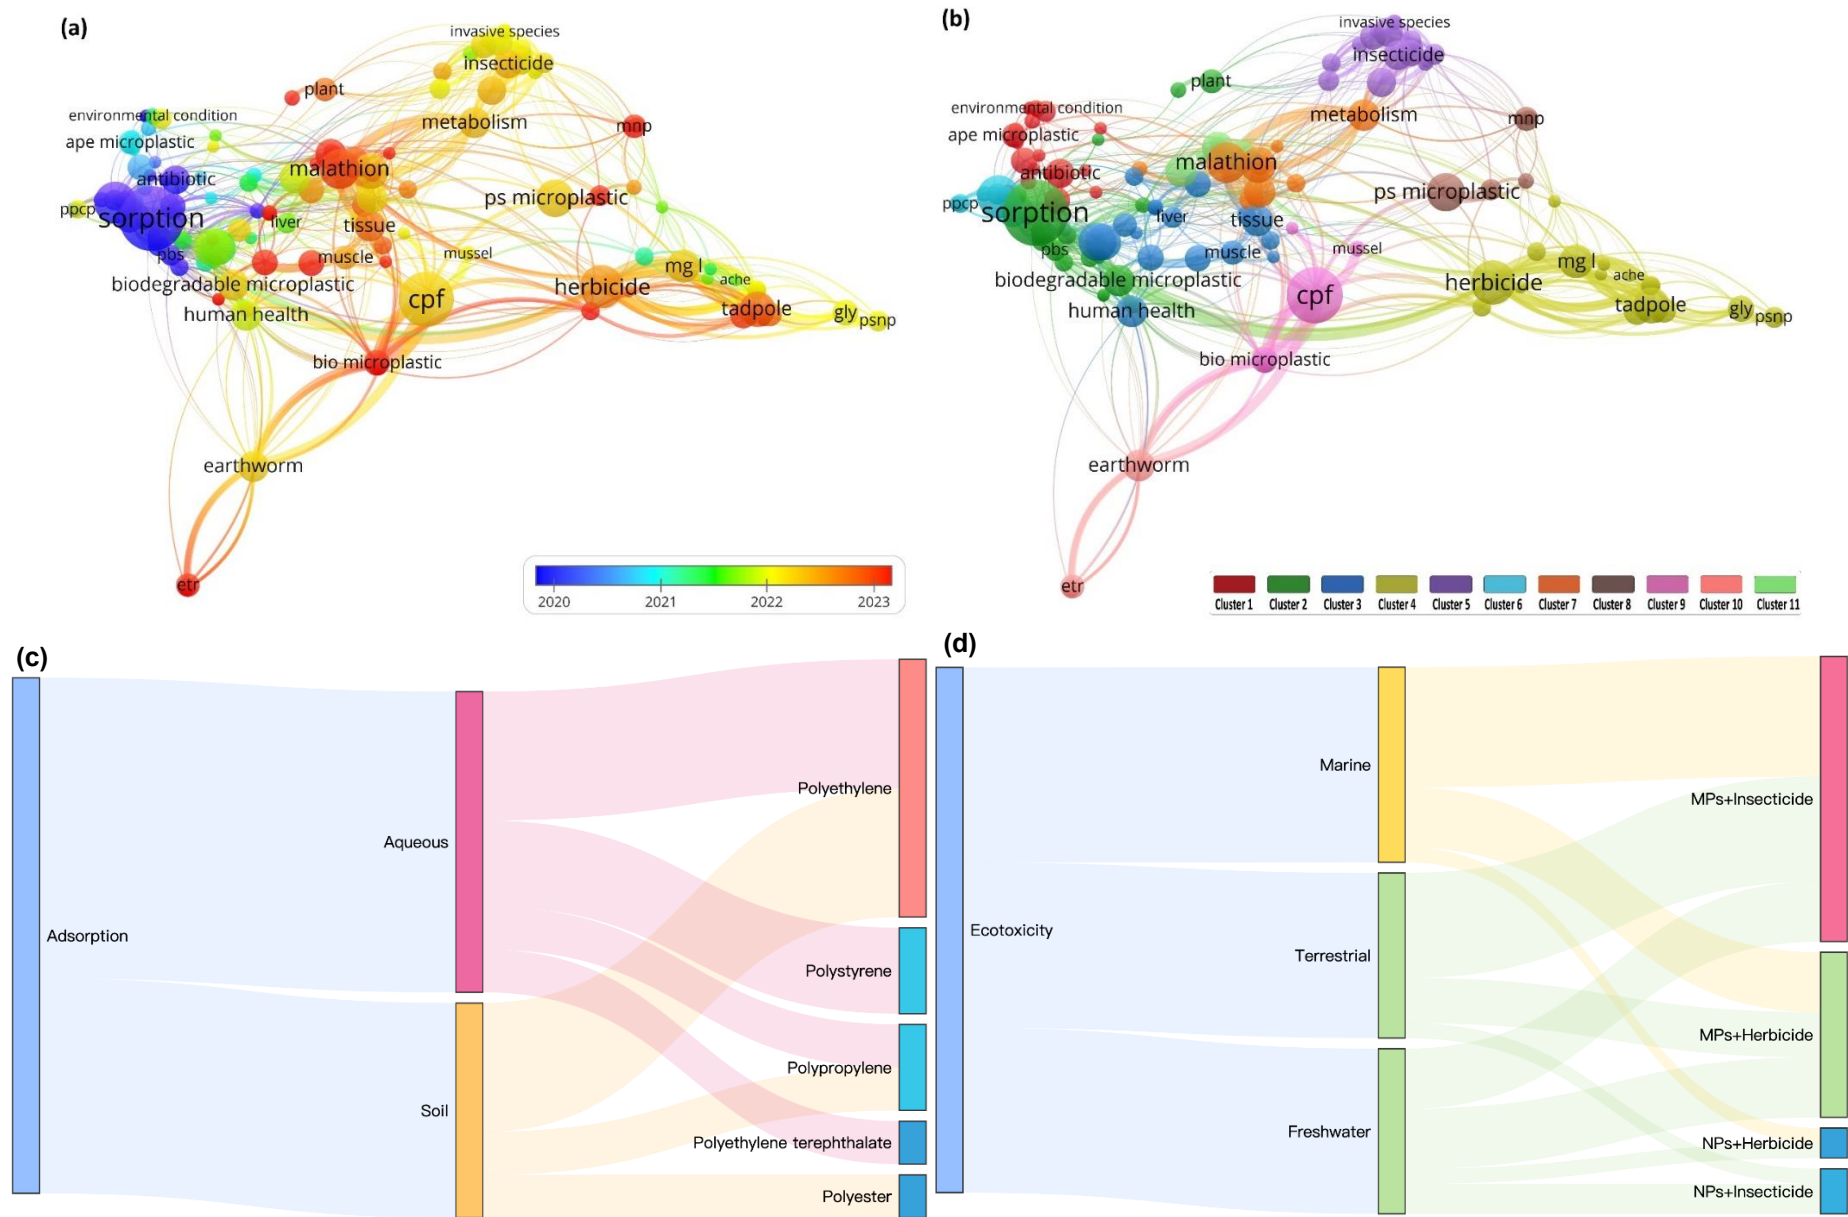 (a)
invasive species
insecticide
plant
environmental condition
metabolism
mnp
ape microplastic
malathion
antibiotic
ps microplastic
ppcp
sorption
liver
tissue
pbs
muscle
mussel
mg l
ache
biodegradable microplastic
cpf
herbicide
human health
tadpole
gly
psnp
bio microplastic
earthworm
etr
2020 2021 2022 2023
(b)
invasive species
insecticide
plant
environmental condition
metabolism
mnp
ape microplastic
malathion
antibiotic
ps microplastic
ppcp
sorption
liver
tissue
pbs
muscle
mussel
mg l
ache
biodegradable microplastic
cpf
herbicide
human health
tadpole
gly
psnp
bio microplastic
earthworm
etr
Cluster 1 Cluster 2 Cluster 3 Cluster 4 Cluster 5 Cluster 6 Cluster 7 Cluster 8 Cluster 9 Cluster 10 Cluster 11
(c)
Adsorption
Aqueous
Soil
Polyethylene
Polystyrene
Polypropylene
Polyethylene terephthalate
Polyester
(d)
Ecotoxicity
Marine
Terrestrial
Freshwater
MPs+Insecticide
MPs+Herbicide
NPs+Herbicide
NPs+Insecticide